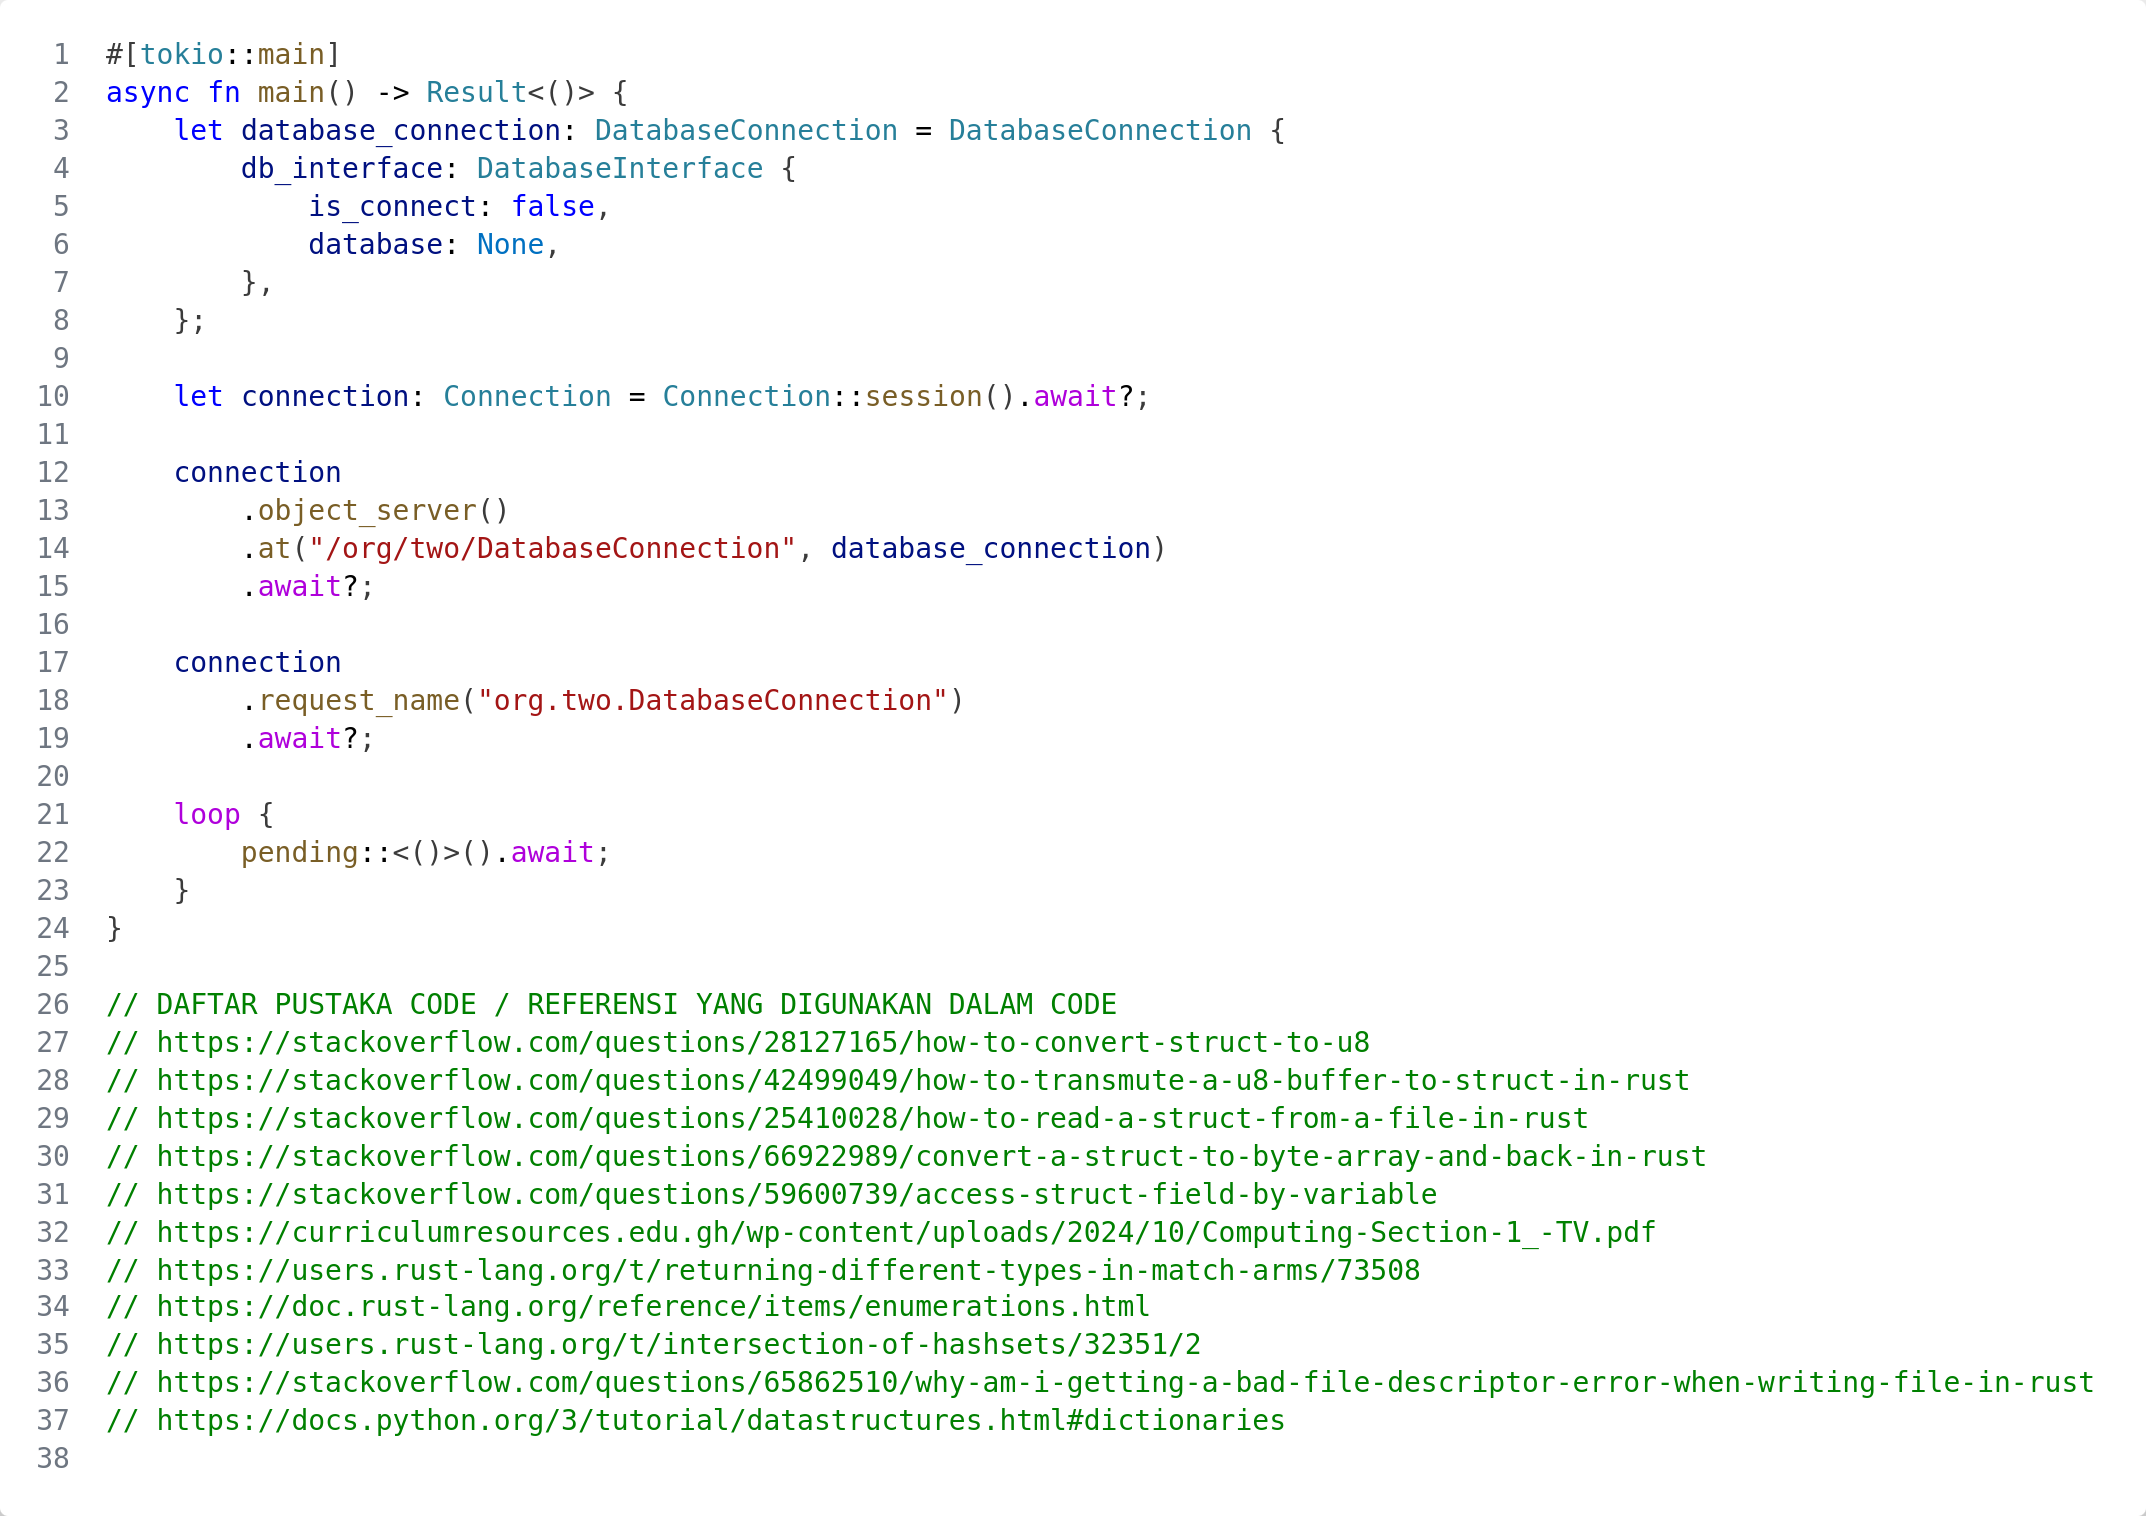 1 #[tokio::main]
2 async fn main() -> Result<()> {
3     let database_connection: DatabaseConnection = DatabaseConnection {
4         db_interface: DatabaseInterface {
5             is_connect: false,
6             database: None,
7         },
8     };
9
10     let connection: Connection = Connection::session().await?;
11
12     connection
13         .object_server()
14         .at("/org/two/DatabaseConnection", database_connection)
15         .await?;
16
17     connection
18         .request_name("org.two.DatabaseConnection")
19         .await?;
20
21     loop {
22         pending::<()>().await;
23     }
24 }
25
26 // DAFTAR PUSTAKA CODE / REFERENSI YANG DIGUNAKAN DALAM CODE
27 // https://stackoverflow.com/questions/28127165/how-to-convert-struct-to-u8
28 // https://stackoverflow.com/questions/42499049/how-to-transmute-a-u8-buffer-to-struct-in-rust
29 // https://stackoverflow.com/questions/25410028/how-to-read-a-struct-from-a-file-in-rust
30 // https://stackoverflow.com/questions/66922989/convert-a-struct-to-byte-array-and-back-in-rust
31 // https://stackoverflow.com/questions/59600739/access-struct-field-by-variable
32 // https://curriculumresources.edu.gh/wp-content/uploads/2024/10/Computing-Section-1_-TV.pdf
33 // https://users.rust-lang.org/t/returning-different-types-in-match-arms/73508
34 // https://doc.rust-lang.org/reference/items/enumerations.html
35 // https://users.rust-lang.org/t/intersection-of-hashsets/32351/2
36 // https://stackoverflow.com/questions/65862510/why-am-i-getting-a-bad-file-descriptor-error-when-writing-file-in-rust
37 // https://docs.python.org/3/tutorial/datastructures.html#dictionaries
38